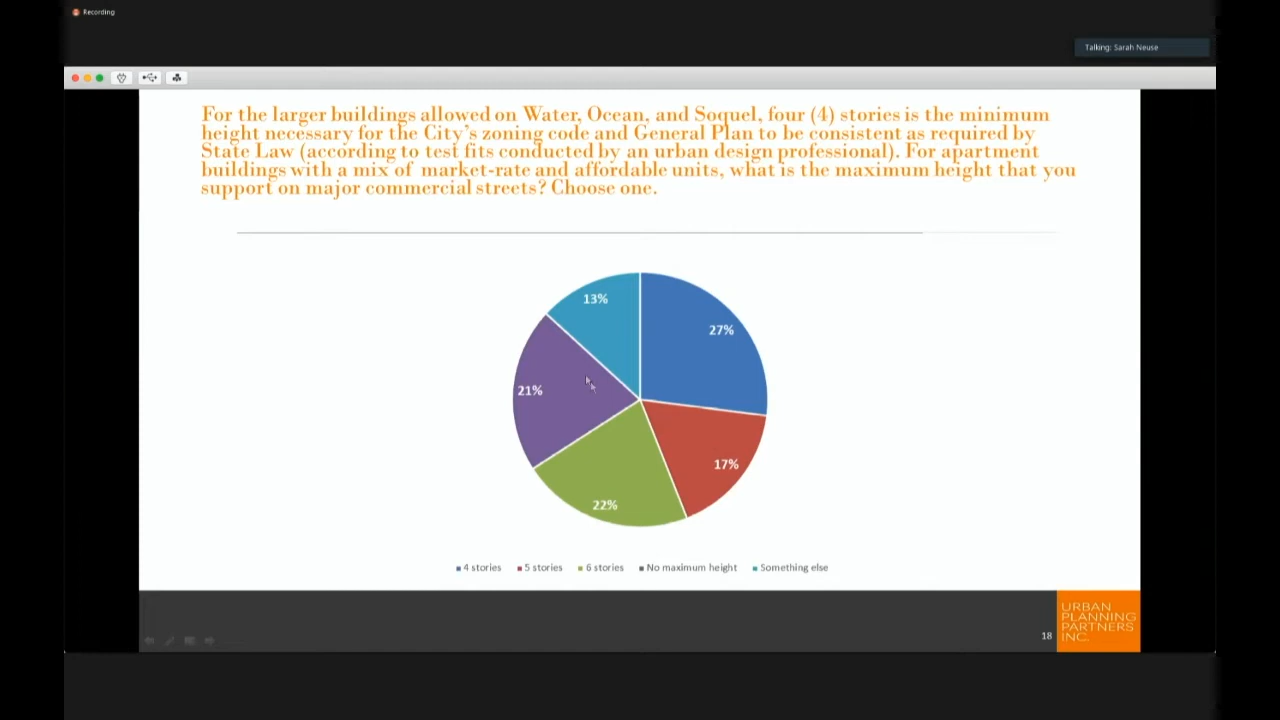 Recording
Talking: Sarah Neuse
For the larger buildings allowed on Water, Ocean, and Soquel, four (4) stories is the minimum
height necessary for the City's zoning code and General Plan to be consistent as required by
State Law (according to test fits conducted by an urban design professional). For apartment
buildings with a mix of market-rate and affordable units, what is the maximum height that you
support on major commercial streets? Choose one.
13%
27%
21%
17%
22%
4 stories 5 stories 6 stories No maximum height Something else
18
URBAN
PLANNING
PARTNERS
INC.